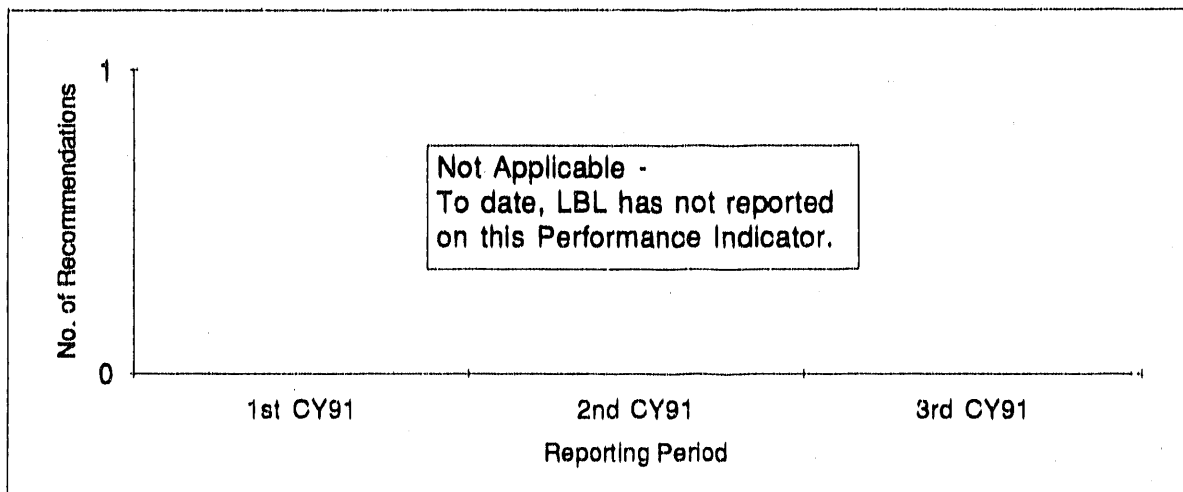 No. of Recommendations
1
0
Not Applicable -
To date, LBL has not reported
on this Performance Indicator.
1st CY91
2nd CY91
3rd CY91
Reporting Period